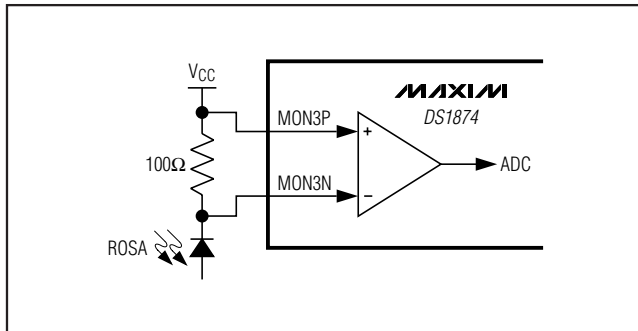 VCC
MAXIM
DS1874
MON3P
+
ADC
100Ω
MON3N
−
ROSA